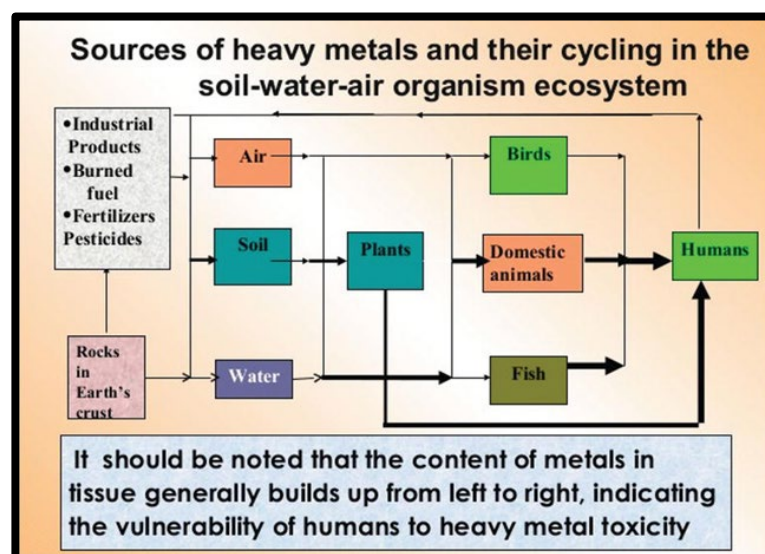 Sources of heavy metals and their cycling in the
soil-water-air organism ecosystem
•Industrial
Products
•Burned
fuel
•Fertilizers
Pesticides
Air
Birds
Soil
Plants
Domestic
animals
Humans
Rocks
in
Earth's
crust
Water
Fish
It should be noted that the content of metals in
tissue generally builds up from left to right, indicating
the vulnerability of humans to heavy metal toxicity